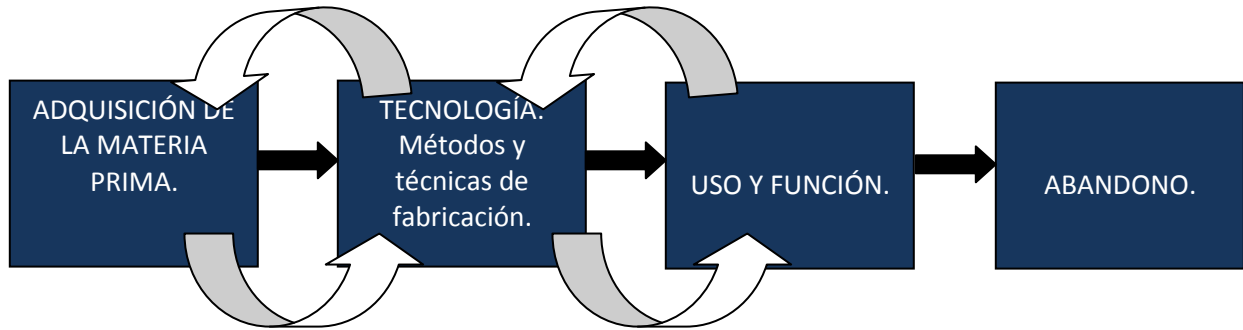 ADQUISICIÓN DE
LA MATERIA
PRIMA.
TECNOLOGÍA.
Métodos y
técnicas de
fabricación.
USO Y FUNCIÓN.
ABANDONO.